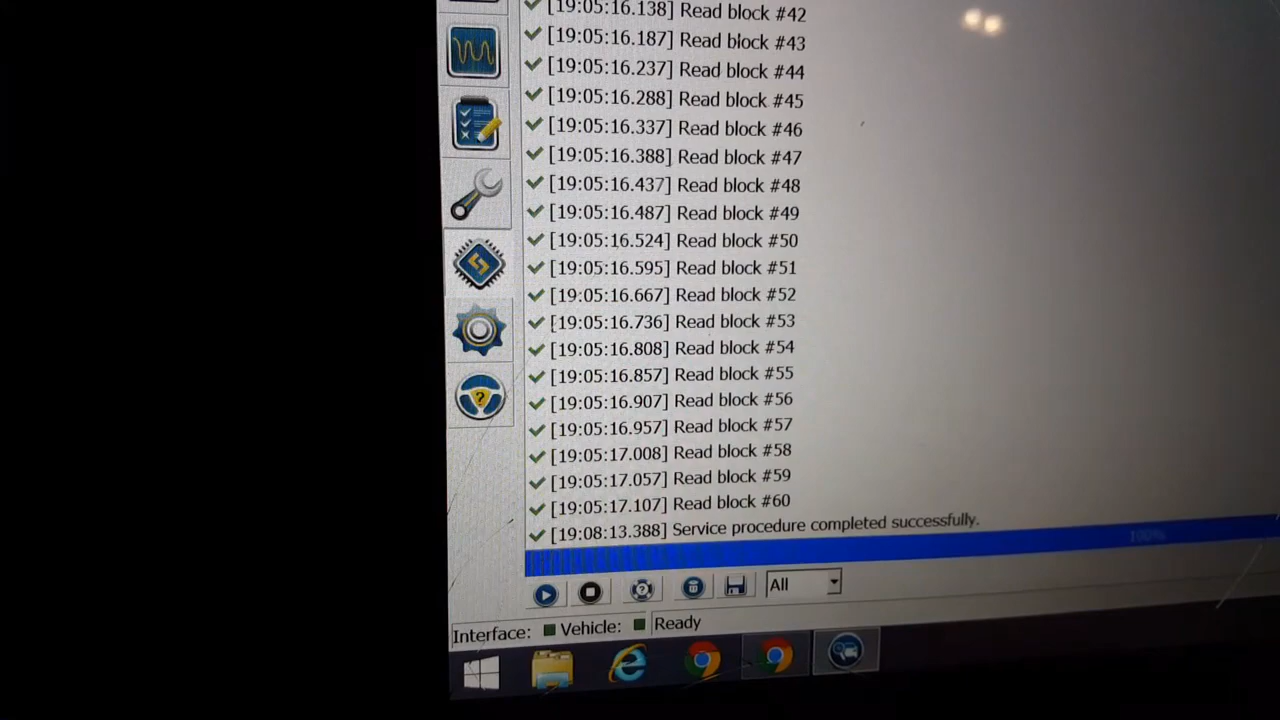 [19:05:16.138] Read block #42
[19:05:16.187] Read block #43
[19:05:16.237] Read block #44
[19:05:16.288] Read block #45
[19:05:16.337] Read block #46
[19:05:16.388] Read block #47
[19:05:16.437] Read block #48
[19:05:16.487] Read block #49
[19:05:16.524] Read block #50
[19:05:16.595] Read block #51
[19:05:16.667] Read block #52
[19:05:16.736] Read block #53
[19:05:16.808] Read block #54
[19:05:16.857] Read block #55
[19:05:16.907] Read block #56
[19:05:16.957] Read block #57
[19:05:17.008] Read block #58
[19:05:17.057] Read block #59
[19:05:17.107] Read block #60
[19:08:13.388] Service procedure completed successfully.
100%
All
Interface: Vehicle: Ready